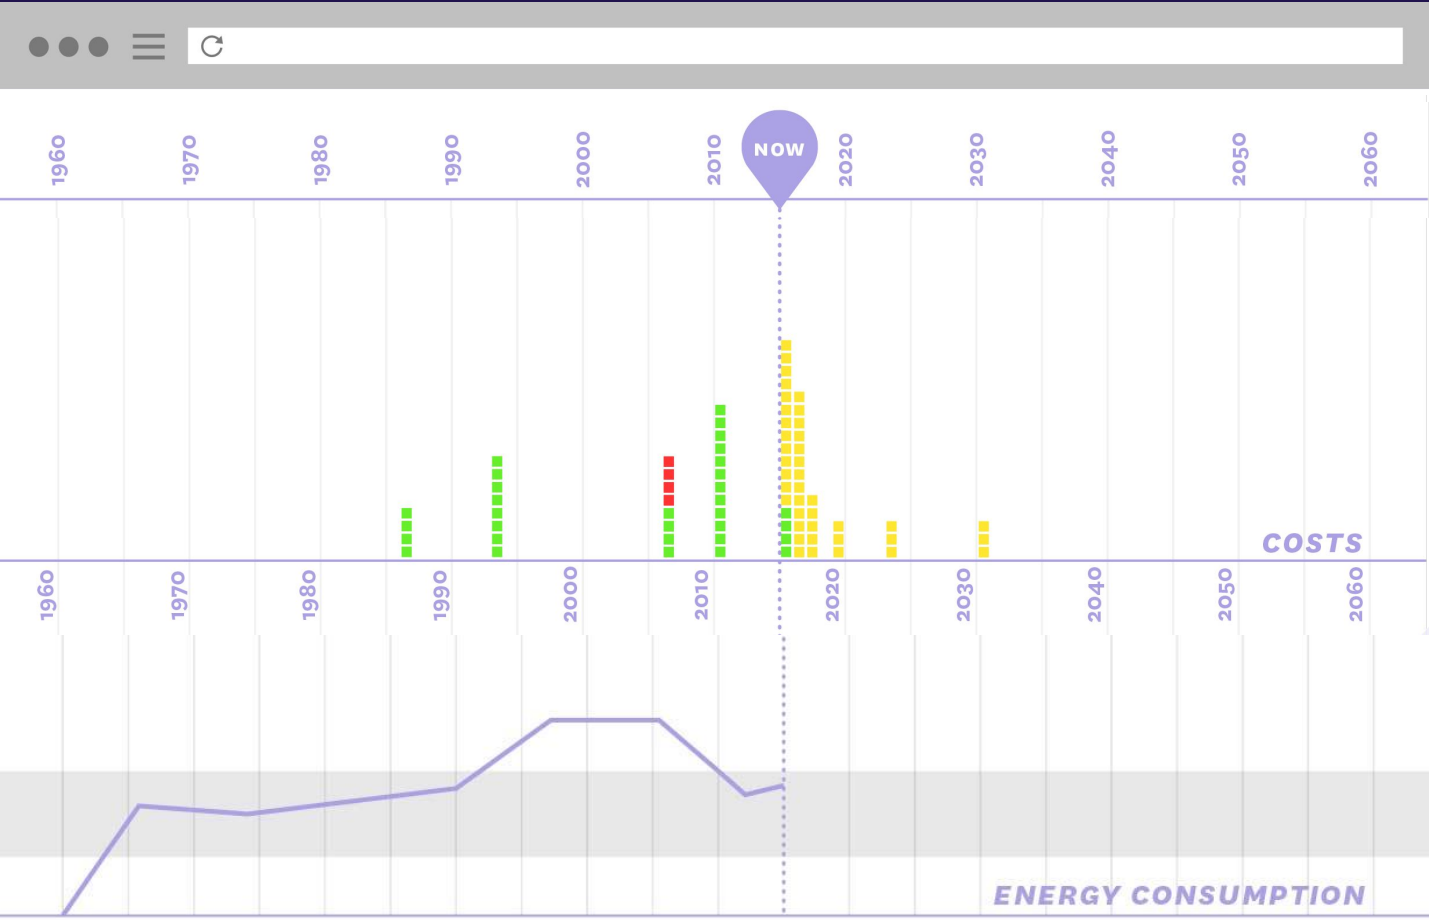 1960 1970 1980 1990 2000 2010 NOW 2020 2030 2040 2050 2060
COSTS
1960 1970 1980 1990 2000 2010 2020 2030 2040 2050 2060
ENERGY CONSUMPTION